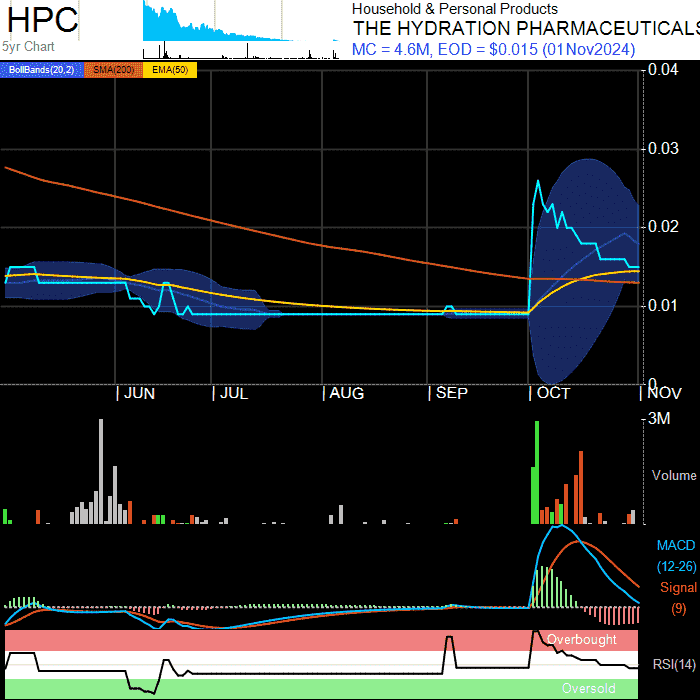 HPC
5yr Chart
Household & Personal Products
THE HYDRATION PHARMACEUTICALS
MC = 4.6M, EOD = $0.015 (01Nov2024)
BollBands(20,2) SMA(200) EMA(50)
0.04
0.03
0.02
0.01
0
JUN JUL AUG SEP OCT NOV
3M
Volume
MACD
(12-26)
Signal
(9)
Overbought
RSI(14)
Oversold